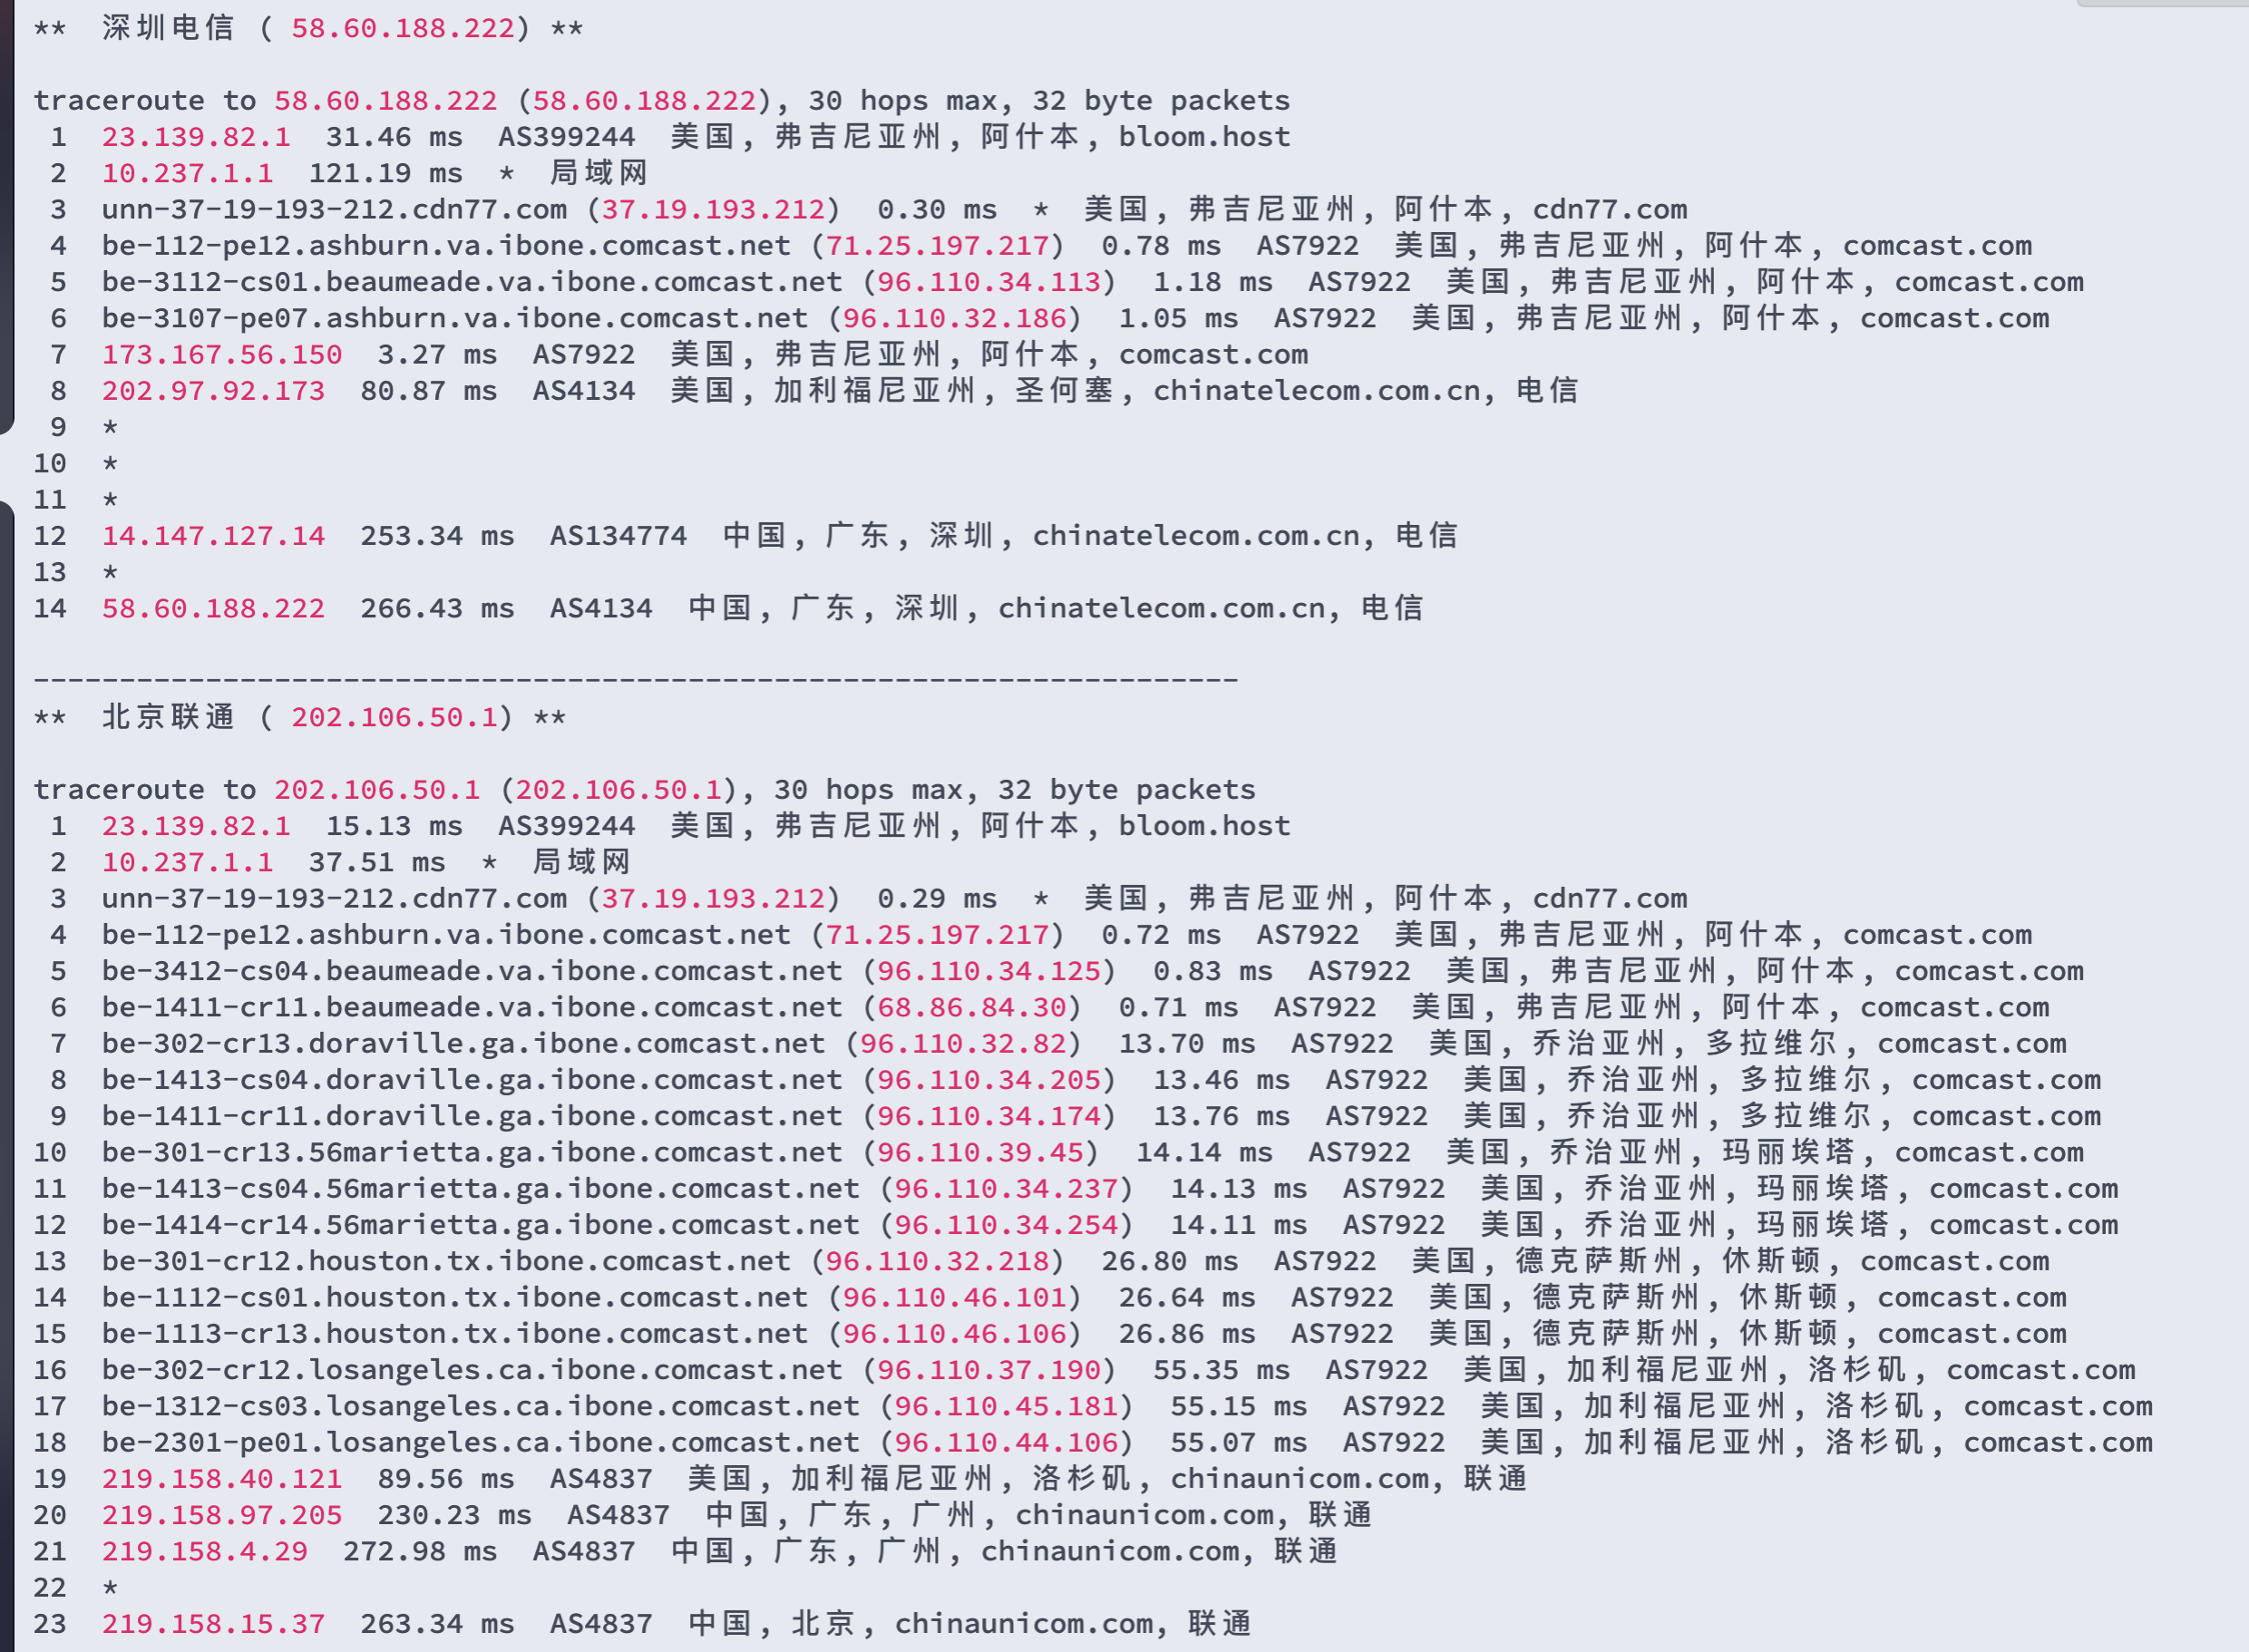 ** 深圳电信 ( 58.60.188.222) **
traceroute to 58.60.188.222 (58.60.188.222), 30 hops max, 32 byte packets
1 23.139.82.1 31.46 ms AS399244 美国, 弗吉尼亚州, 阿什本, bloom.host
2 10.237.1.1 121.19 ms * 局域网
3 unn-37-19-193-212.cdn77.com (37.19.193.212) 0.30 ms * 美国, 弗吉尼亚州, 阿什本, cdn77.com
4 be-112-pe12.ashburn.va.ibone.comcast.net (71.25.197.217) 0.78 ms AS7922 美国, 弗吉尼亚州, 阿什本, comcast.com
5 be-3112-cs01.beaumeade.va.ibone.comcast.net (96.110.34.113) 1.18 ms AS7922 美国, 弗吉尼亚州, 阿什本, comcast.com
6 be-3107-pe07.ashburn.va.ibone.comcast.net (96.110.32.186) 1.05 ms AS7922 美国, 弗吉尼亚州, 阿什本, comcast.com
7 173.167.56.150 3.27 ms AS7922 美国, 弗吉尼亚州, 阿什本, comcast.com
8 202.97.92.173 80.87 ms AS4134 美国, 加利福尼亚州, 圣何塞, chinatelecom.com.cn, 电信
9 *
10 *
11 *
12 14.147.127.14 253.34 ms AS134774 中国, 广东, 深圳, chinatelecom.com.cn, 电信
13 *
14 58.60.188.222 266.43 ms AS4134 中国, 广东, 深圳, chinatelecom.com.cn, 电信
----------------------------------------------------------------------
** 北京联通 ( 202.106.50.1) **
traceroute to 202.106.50.1 (202.106.50.1), 30 hops max, 32 byte packets
1 23.139.82.1 15.13 ms AS399244 美国, 弗吉尼亚州, 阿什本, bloom.host
2 10.237.1.1 37.51 ms * 局域网
3 unn-37-19-193-212.cdn77.com (37.19.193.212) 0.29 ms * 美国, 弗吉尼亚州, 阿什本, cdn77.com
4 be-112-pe12.ashburn.va.ibone.comcast.net (71.25.197.217) 0.72 ms AS7922 美国, 弗吉尼亚州, 阿什本, comcast.com
5 be-3412-cs04.beaumeade.va.ibone.comcast.net (96.110.34.125) 0.83 ms AS7922 美国, 弗吉尼亚州, 阿什本, comcast.com
6 be-1411-cr11.beaumeade.va.ibone.comcast.net (68.86.84.30) 0.71 ms AS7922 美国, 弗吉尼亚州, 阿什本, comcast.com
7 be-302-cr13.doraville.ga.ibone.comcast.net (96.110.32.82) 13.70 ms AS7922 美国, 乔治亚州, 多拉维尔, comcast.com
8 be-1413-cs04.doraville.ga.ibone.comcast.net (96.110.34.205) 13.46 ms AS7922 美国, 乔治亚州, 多拉维尔, comcast.com
9 be-1411-cr11.doraville.ga.ibone.comcast.net (96.110.34.174) 13.76 ms AS7922 美国, 乔治亚州, 多拉维尔, comcast.com
10 be-301-cr13.56marietta.ga.ibone.comcast.net (96.110.39.45) 14.14 ms AS7922 美国, 乔治亚州, 玛丽埃塔, comcast.com
11 be-1413-cs04.56marietta.ga.ibone.comcast.net (96.110.34.237) 14.13 ms AS7922 美国, 乔治亚州, 玛丽埃塔, comcast.com
12 be-1414-cr14.56marietta.ga.ibone.comcast.net (96.110.34.254) 14.11 ms AS7922 美国, 乔治亚州, 玛丽埃塔, comcast.com
13 be-301-cr12.houston.tx.ibone.comcast.net (96.110.32.218) 26.80 ms AS7922 美国, 德克萨斯州, 休斯顿, comcast.com
14 be-1112-cs01.houston.tx.ibone.comcast.net (96.110.46.101) 26.64 ms AS7922 美国, 德克萨斯州, 休斯顿, comcast.com
15 be-1113-cr13.houston.tx.ibone.comcast.net (96.110.46.106) 26.86 ms AS7922 美国, 德克萨斯州, 休斯顿, comcast.com
16 be-302-cr12.losangeles.ca.ibone.comcast.net (96.110.37.190) 55.35 ms AS7922 美国, 加利福尼亚州, 洛杉矶, comcast.com
17 be-1312-cs03.losangeles.ca.ibone.comcast.net (96.110.45.181) 55.15 ms AS7922 美国, 加利福尼亚州, 洛杉矶, comcast.com
18 be-2301-pe01.losangeles.ca.ibone.comcast.net (96.110.44.106) 55.07 ms AS7922 美国, 加利福尼亚州, 洛杉矶, comcast.com
19 219.158.40.121 89.56 ms AS4837 美国, 加利福尼亚州, 洛杉矶, chinaunicom.com, 联通
20 219.158.97.205 230.23 ms AS4837 中国, 广东, 广州, chinaunicom.com, 联通
21 219.158.4.29 272.98 ms AS4837 中国, 广东, 广州, chinaunicom.com, 联通
22 *
23 219.158.15.37 263.34 ms AS4837 中国, 北京, chinaunicom.com, 联通